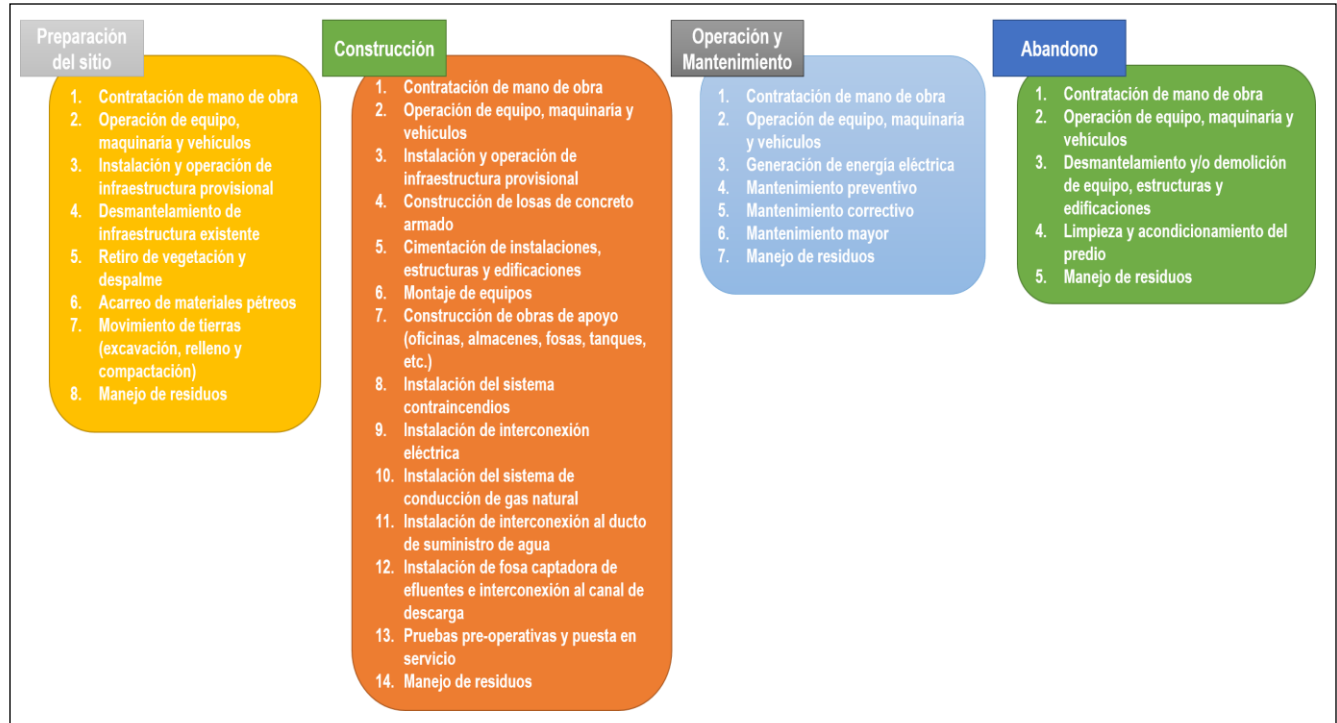 Preparación
del sitio
1. Contratación de mano de obra
2. Operación de equipo,
maquinaria y vehículos
3. Instalación y operación de
infraestructura provisional
4. Desmantelamiento de
infraestructura existente
5. Retiro de vegetación y
despalme
6. Acarreo de materiales pétreos
7. Movimiento de tierras
(excavación, relleno y
compactación)
8. Manejo de residuos
Construcción
1. Contratación de mano de obra
2. Operación de equipo, maquinaria y
vehículos
3. Instalación y operación de
infraestructura provisional
4. Construcción de losas de concreto
armado
5. Cimentación de instalaciones,
estructuras y edificaciones
6. Montaje de equipos
7. Construcción de obras de apoyo
(oficinas, almacenes, fosas, tanques,
etc.)
8. Instalación del sistema
contraincendios
9. Instalación de interconexión
eléctrica
10. Instalación del sistema de
conducción de gas natural
11. Instalación de interconexión al ducto
de suministro de agua
12. Instalación de fosa captadora de
efluentes e interconexión al canal de
descarga
13. Pruebas pre-operativas y puesta en
servicio
14. Manejo de residuos
Operación y
Mantenimiento
1. Contratación de mano de obra
2. Operación de equipo, maquinaria
y vehículos
3. Generación de energía eléctrica
4. Mantenimiento preventivo
5. Mantenimiento correctivo
6. Mantenimiento mayor
7. Manejo de residuos
Abandono
1. Contratación de mano de obra
2. Operación de equipo, maquinaria y
vehículos
3. Desmantelamiento y/o demolición
de equipo, estructuras y
edificaciones
4. Limpieza y acondicionamiento del
predio
5. Manejo de residuos